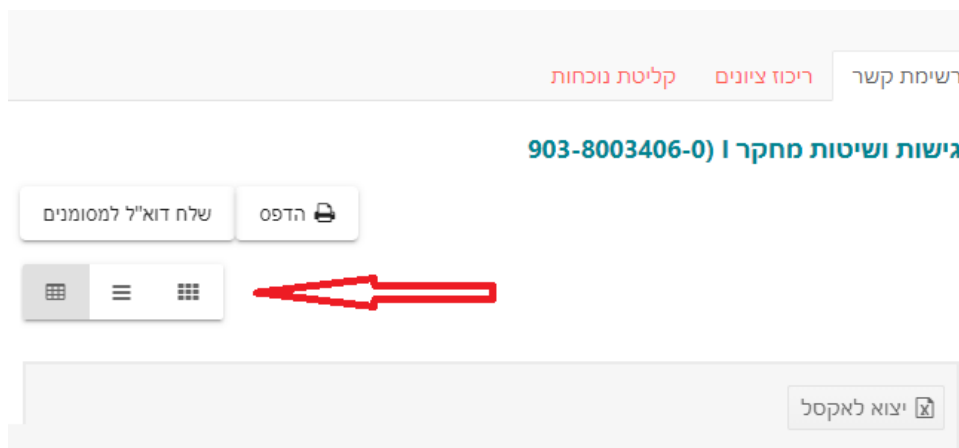 רשימת קשר ריכוז ציונים קליטת נוכחות
גישות ושיטות מחקר I (903-8003406-0
הדפס שלח דוא"ל למסומנים
יצוא לאקסל